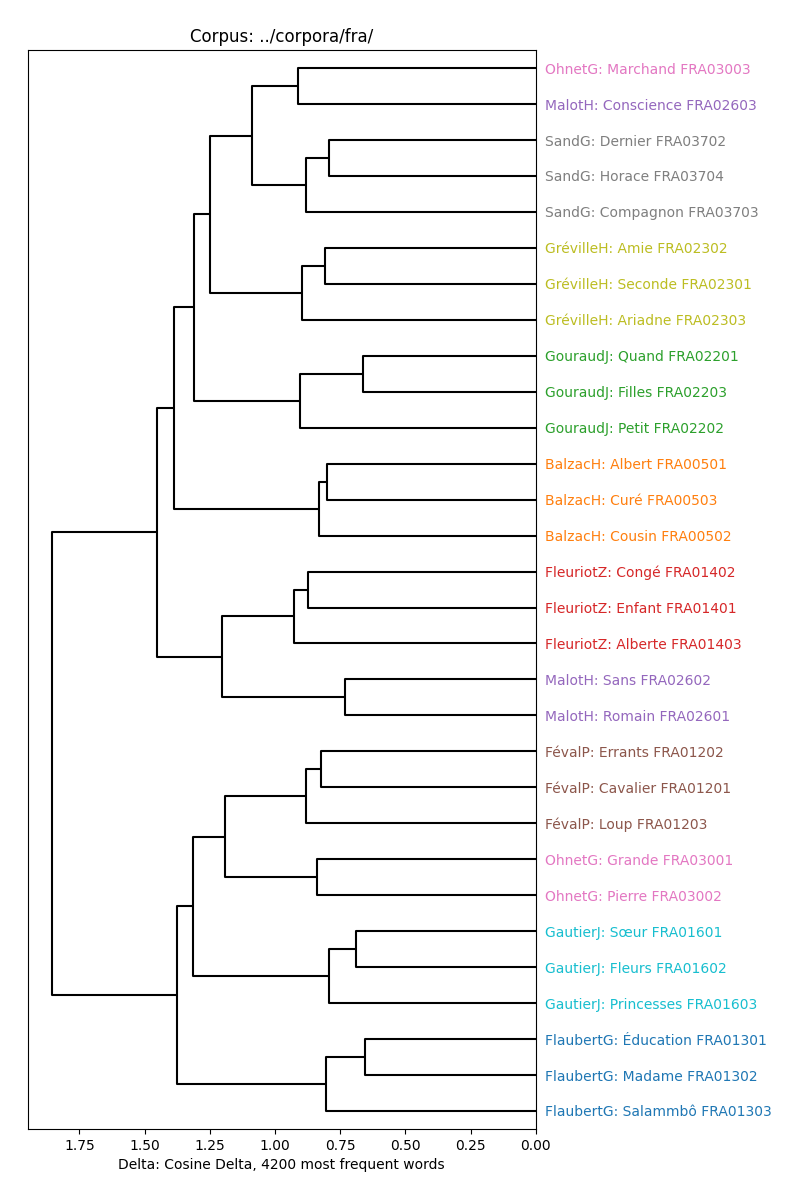 Corpus: ../corpora/fra/
OhnetG: Marchand FRA03003
MalotH: Conscience FRA02603
SandG: Dernier FRA03702
SandG: Horace FRA03704
SandG: Compagnon FRA03703
GrévilleH: Amie FRA02302
GrévilleH: Seconde FRA02301
GrévilleH: Ariadne FRA02303
GouraudJ: Quand FRA02201
GouraudJ: Filles FRA02203
GouraudJ: Petit FRA02202
BalzacH: Albert FRA00501
BalzacH: Curé FRA00503
BalzacH: Cousin FRA00502
FleuriotZ: Congé FRA01402
FleuriotZ: Enfant FRA01401
FleuriotZ: Alberte FRA01403
MalotH: Sans FRA02602
MalotH: Romain FRA02601
FévalP: Errants FRA01202
FévalP: Cavalier FRA01201
FévalP: Loup FRA01203
OhnetG: Grande FRA03001
OhnetG: Pierre FRA03002
GautierJ: Sœur FRA01601
GautierJ: Fleurs FRA01602
GautierJ: Princesses FRA01603
FlaubertG: Éducation FRA01301
FlaubertG: Madame FRA01302
FlaubertG: Salammbô FRA01303
1.75 1.50 1.25 1.00 0.75 0.50 0.25 0.00
Delta: Cosine Delta, 4200 most frequent words